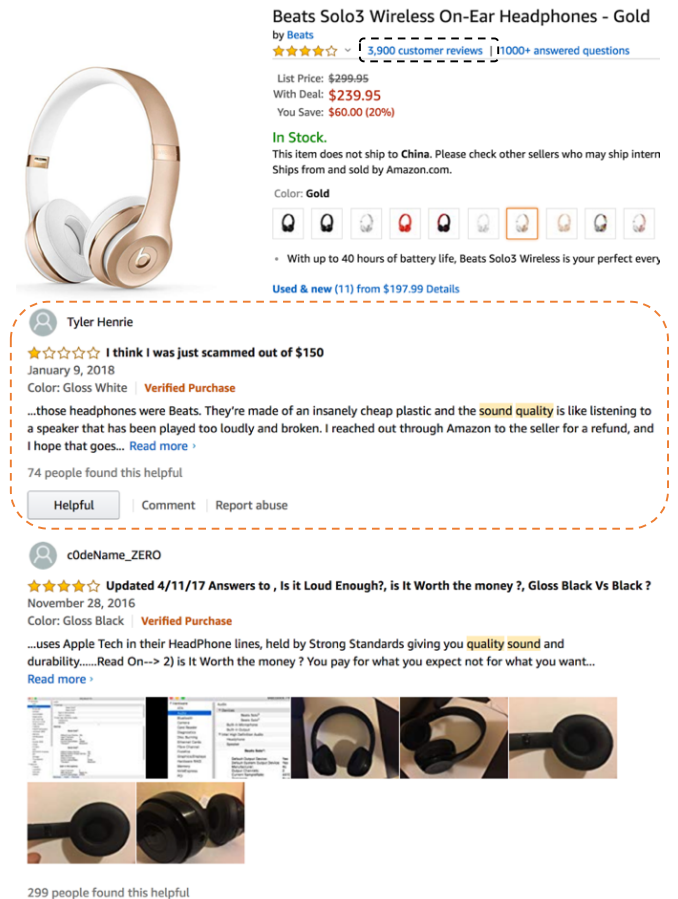 Beats Solo3 Wireless On-Ear Headphones - Gold
by Beats
3,900 customer reviews | 1000+ answered questions
List Price: $299.95
With Deal: $239.95
You Save: $60.00 (20%)
In Stock.
This item does not ship to China. Please check other sellers who may ship intern
Ships from and sold by Amazon.com.
Color: Gold
• With up to 40 hours of battery life, Beats Solo3 Wireless is your perfect every
Used & new (11) from $197.99 Details
Tyler Henrie
I think I was just scammed out of $150
January 9, 2018
Color: Gloss White | Verified Purchase
...those headphones were Beats. They're made of an insanely cheap plastic and the sound quality is like listening to
a speaker that has been played too loudly and broken. I reached out through Amazon to the seller for a refund, and
I hope that goes... Read more ›
74 people found this helpful
Helpful | Comment | Report abuse
c0deName_ZERO
Updated 4/11/17 Answers to , Is it Loud Enough?, is It Worth the money ?, Gloss Black Vs Black ?
November 28, 2016
Color: Gloss Black | Verified Purchase
...uses Apple Tech in their HeadPhone lines, held by Strong Standards giving you quality sound and
durability......Read On--> 2) is It Worth the money ? You pay for what you expect not for what you want...
Read more ›
299 people found this helpful